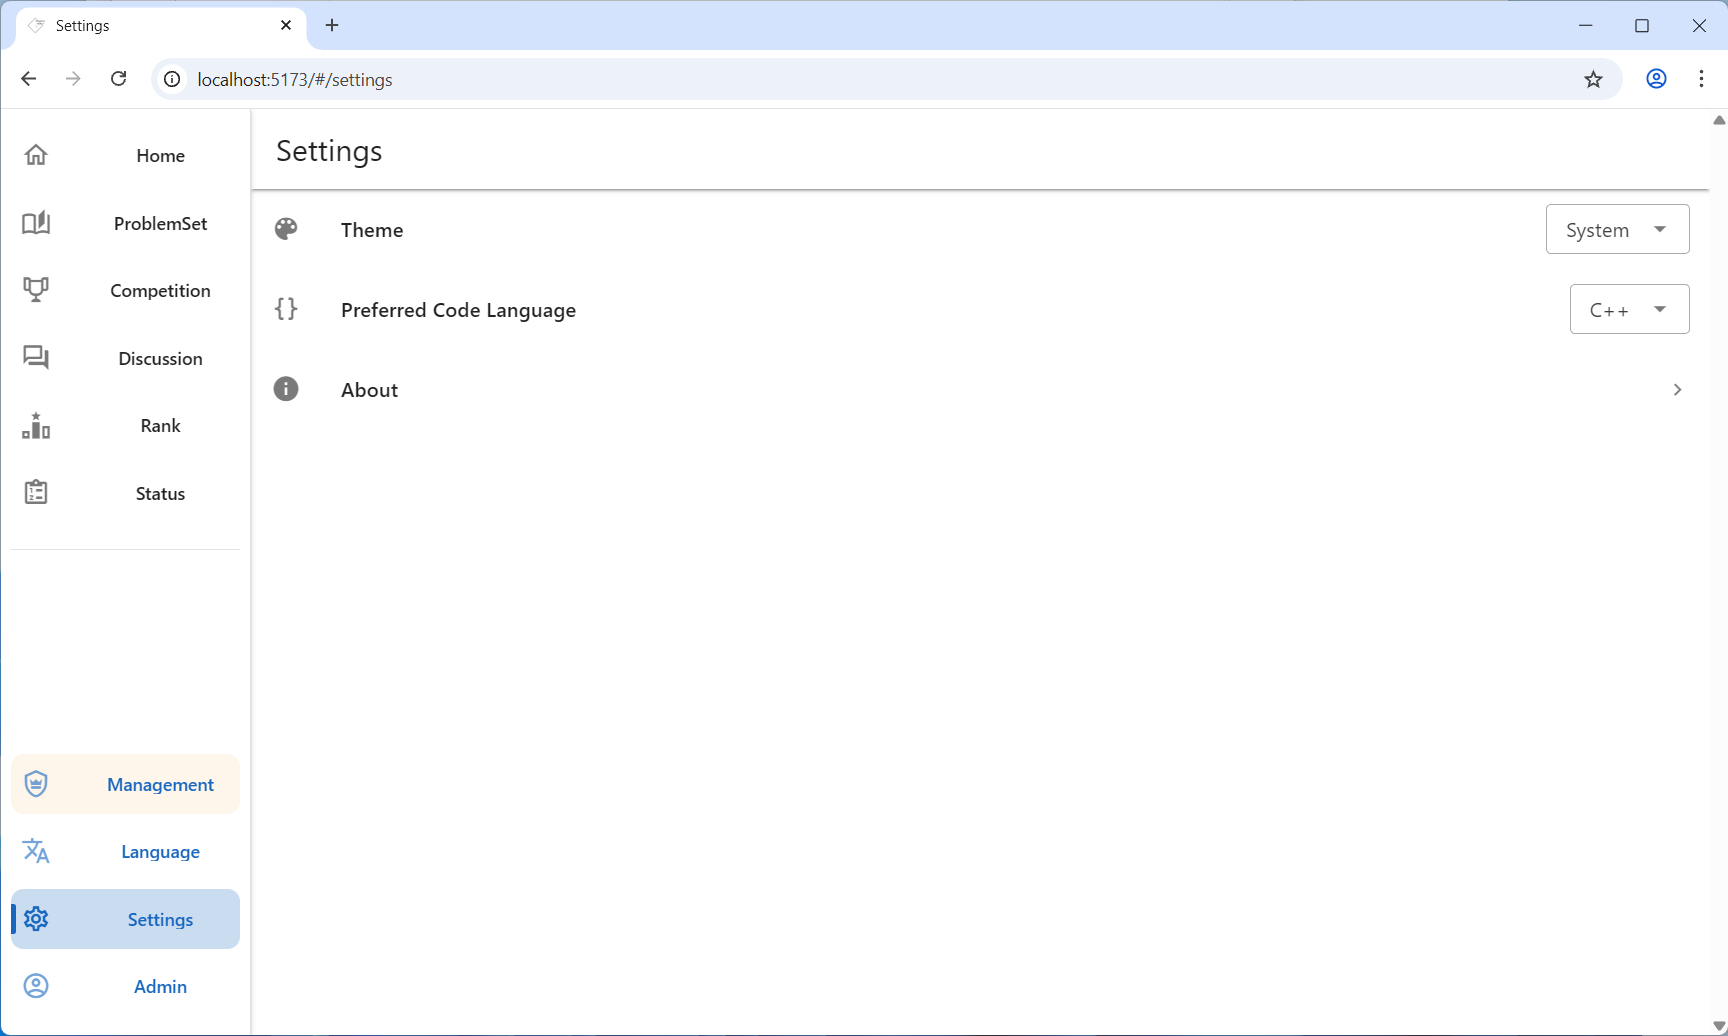 Settings
localhost:5173/#/settings
Home
ProblemSet
Competition
Discussion
Rank
Status
Management
Language
Settings
Admin
Settings
Theme
System
Preferred Code Language
C++
About